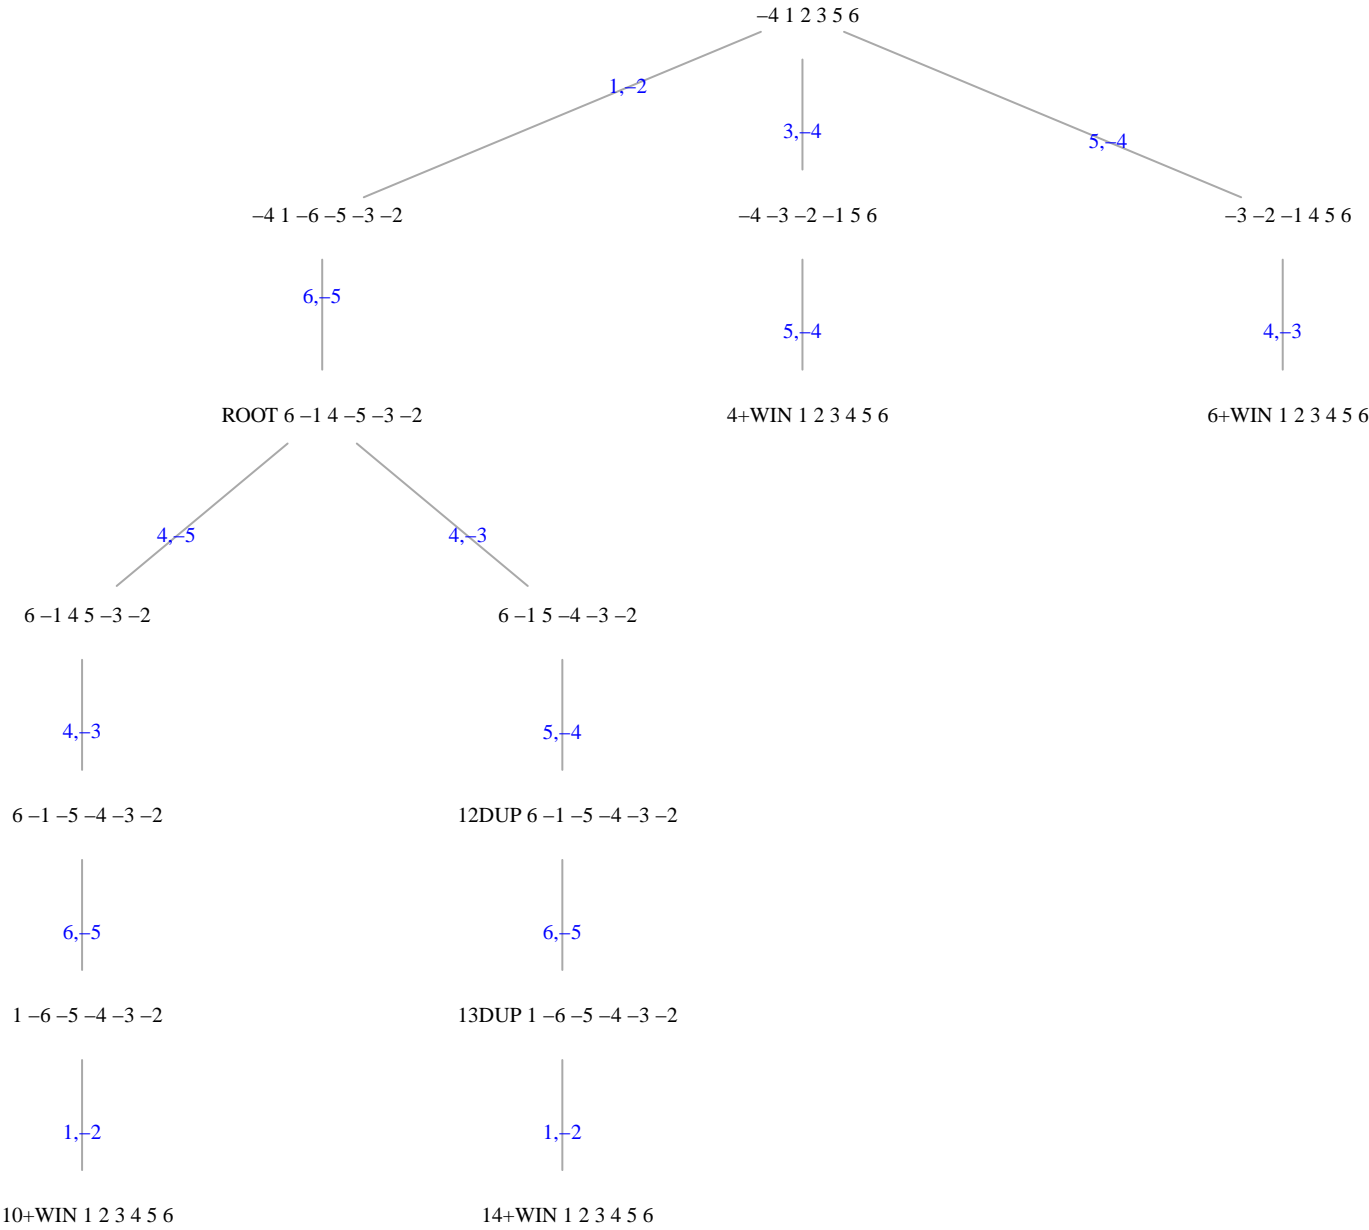 –4 1 2 3 5 6
1,–2
3,–4
5,–4
–4 1 –6 –5 –3 –2
–4 –3 –2 –1 5 6
–3 –2 –1 4 5 6
6,–5
5,–4
4,–3
ROOT 6 –1 4 –5 –3 –2
4+WIN 1 2 3 4 5 6
6+WIN 1 2 3 4 5 6
4,–5
4,–3
6 –1 4 5 –3 –2
6 –1 5 –4 –3 –2
4,–3
5,–4
6 –1 –5 –4 –3 –2
12DUP 6 –1 –5 –4 –3 –2
6,–5
6,–5
1 –6 –5 –4 –3 –2
13DUP 1 –6 –5 –4 –3 –2
1,–2
1,–2
10+WIN 1 2 3 4 5 6
14+WIN 1 2 3 4 5 6